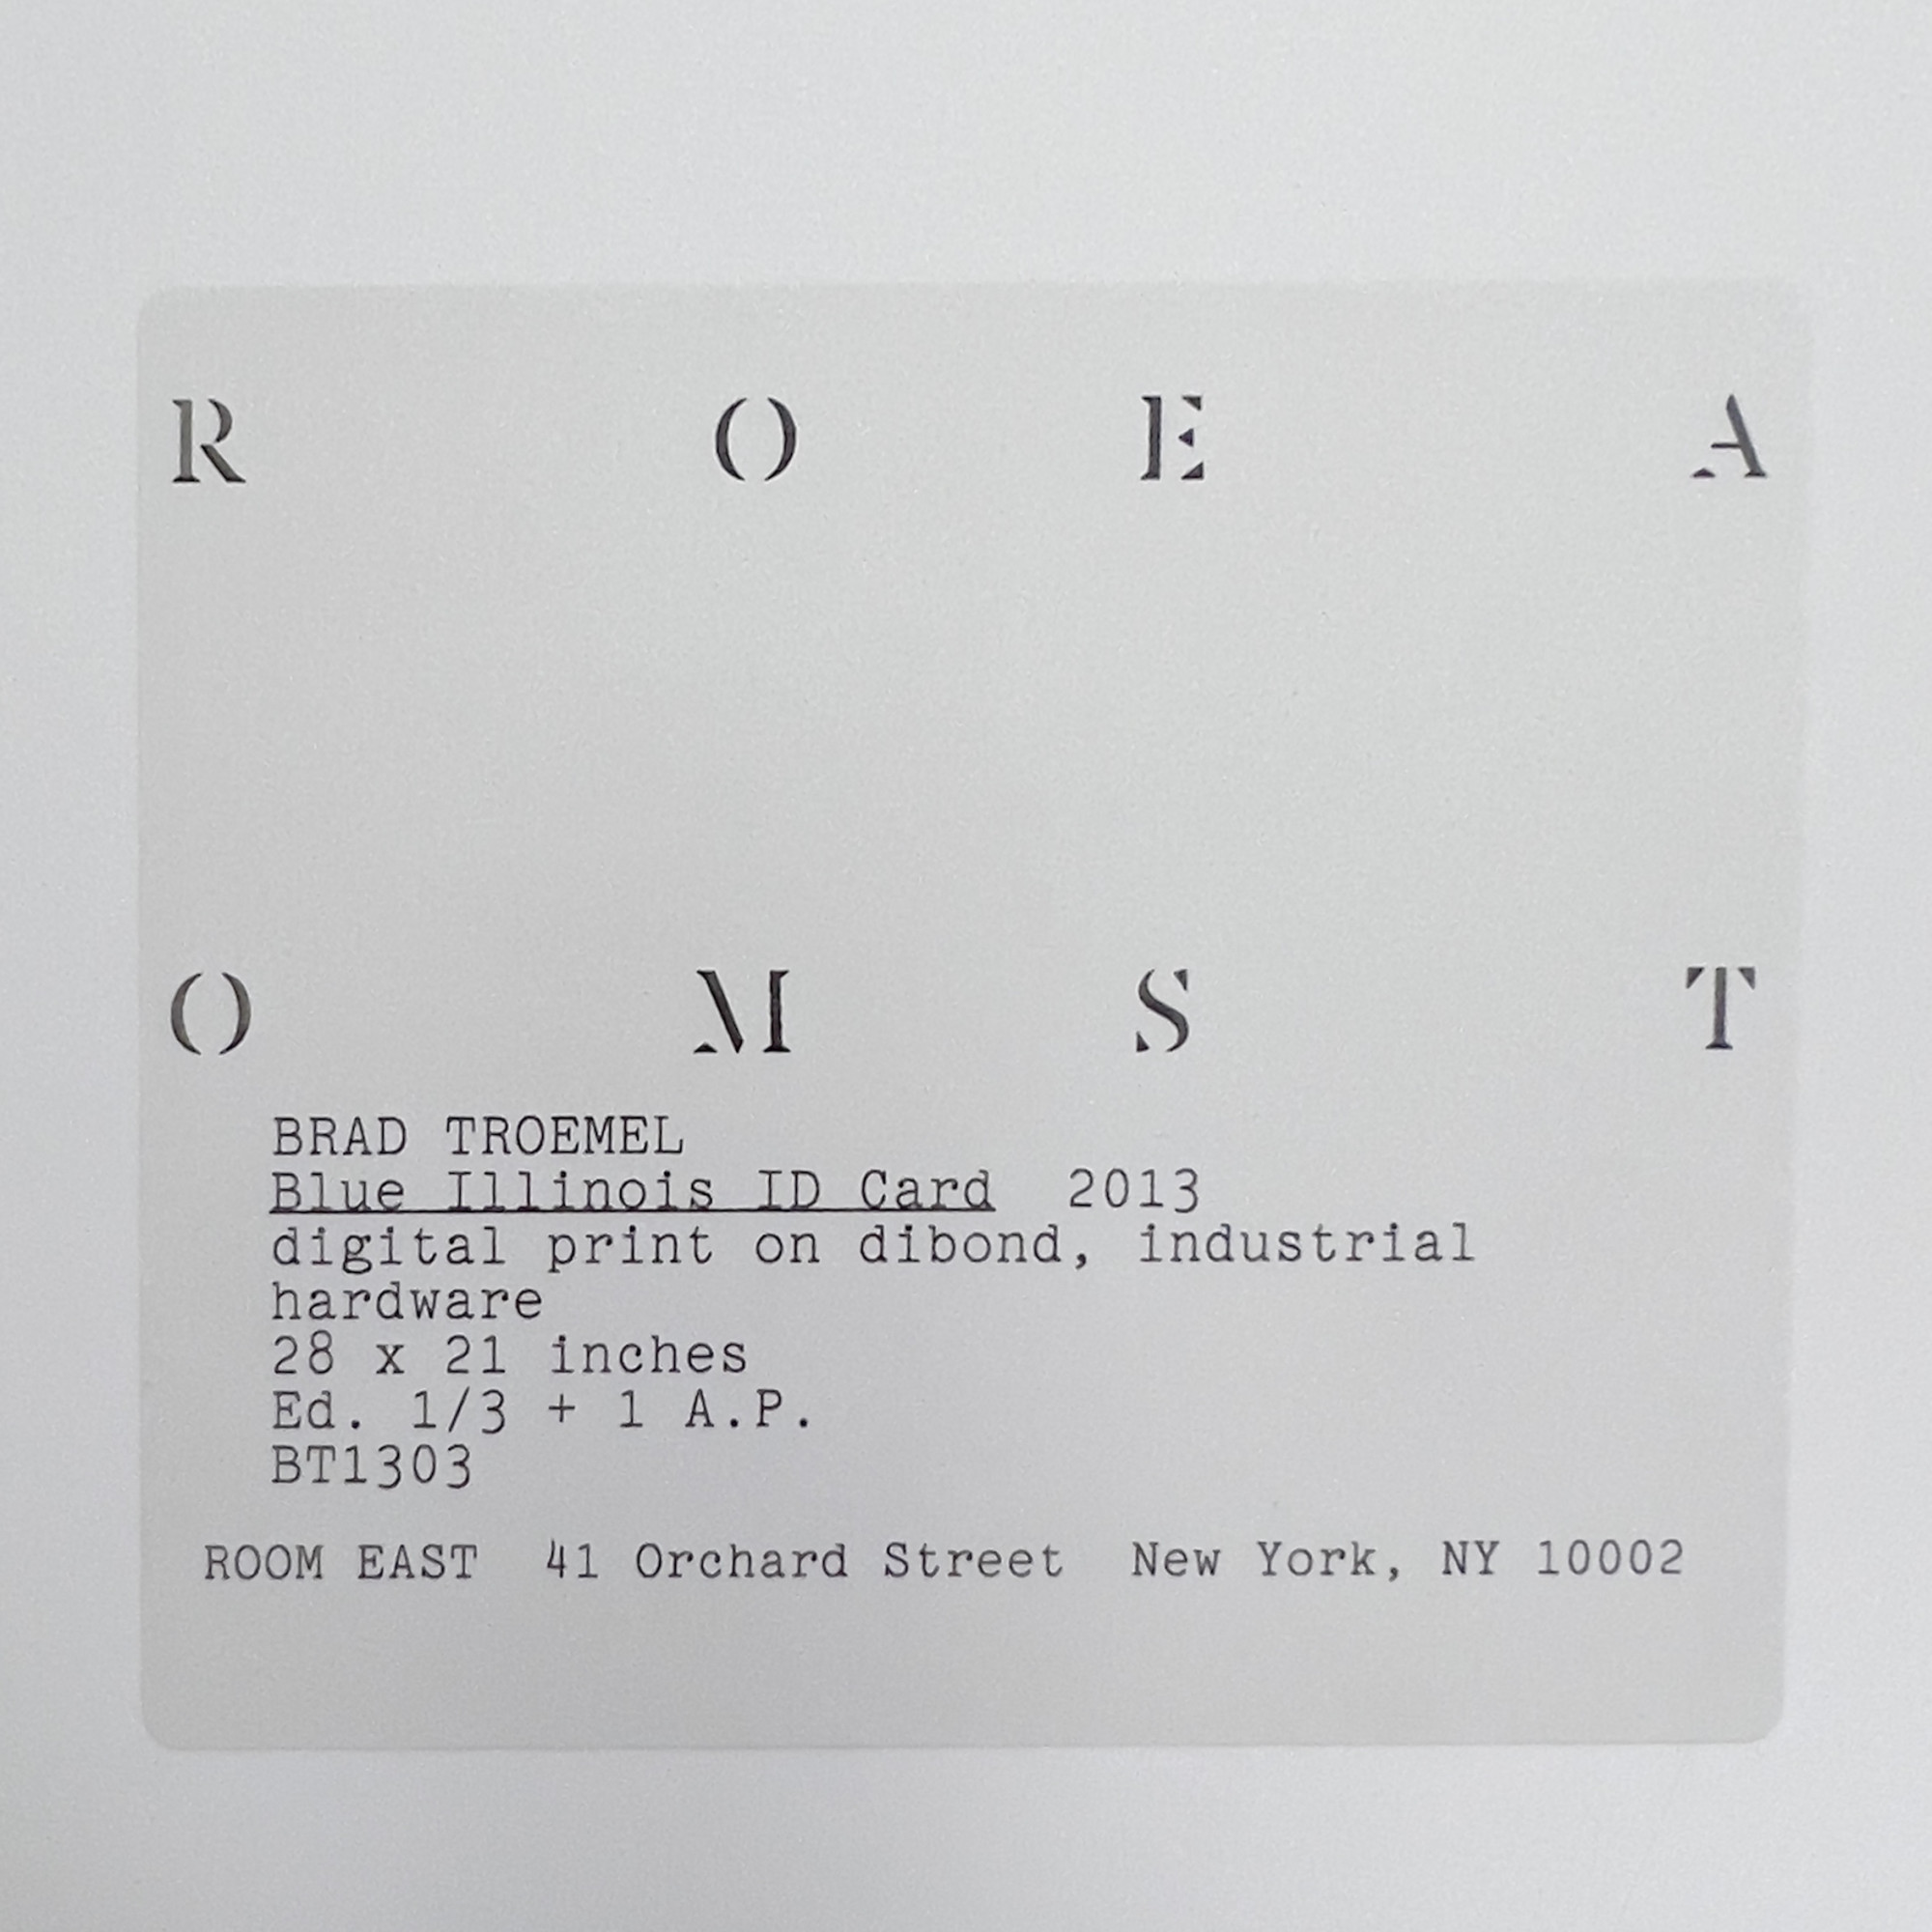 R O E A
O M S T
BRAD TROEMEL
Blue Illinois ID Card 2013
digital print on dibond, industrial
hardware
28 x 21 inches
Ed. 1/3 + 1 A.P.
BT1303
ROOM EAST 41 Orchard Street New York, NY 10002